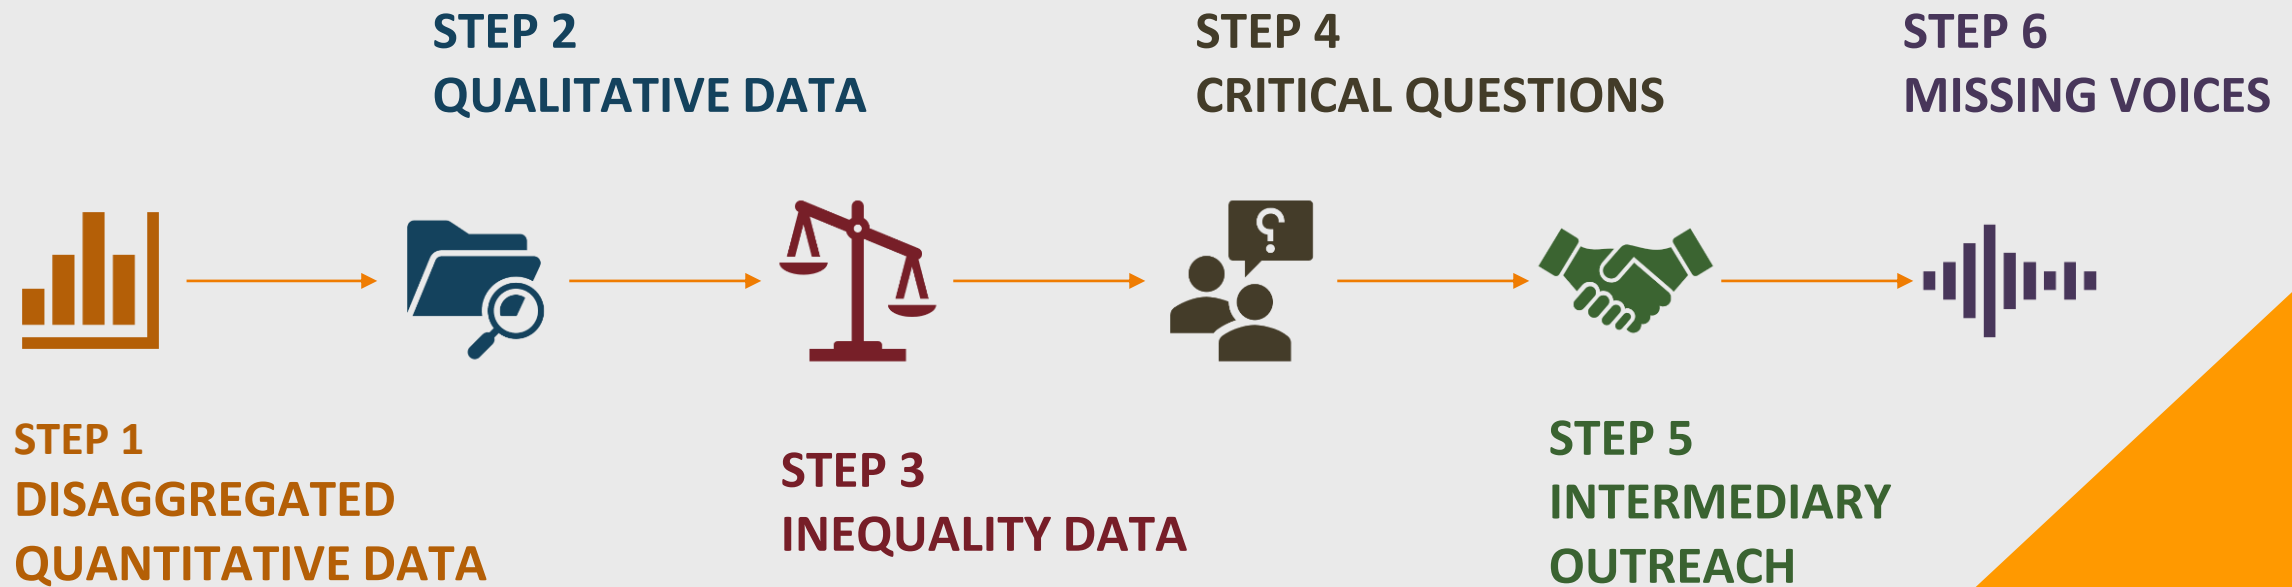 STEP 1
DISAGGREGATED
QUANTITATIVE DATA
STEP 2
QUALITATIVE DATA
STEP 3
INEQUALITY DATA
STEP 4
CRITICAL QUESTIONS
STEP 5
INTERMEDIARY
OUTREACH
STEP 6
MISSING VOICES